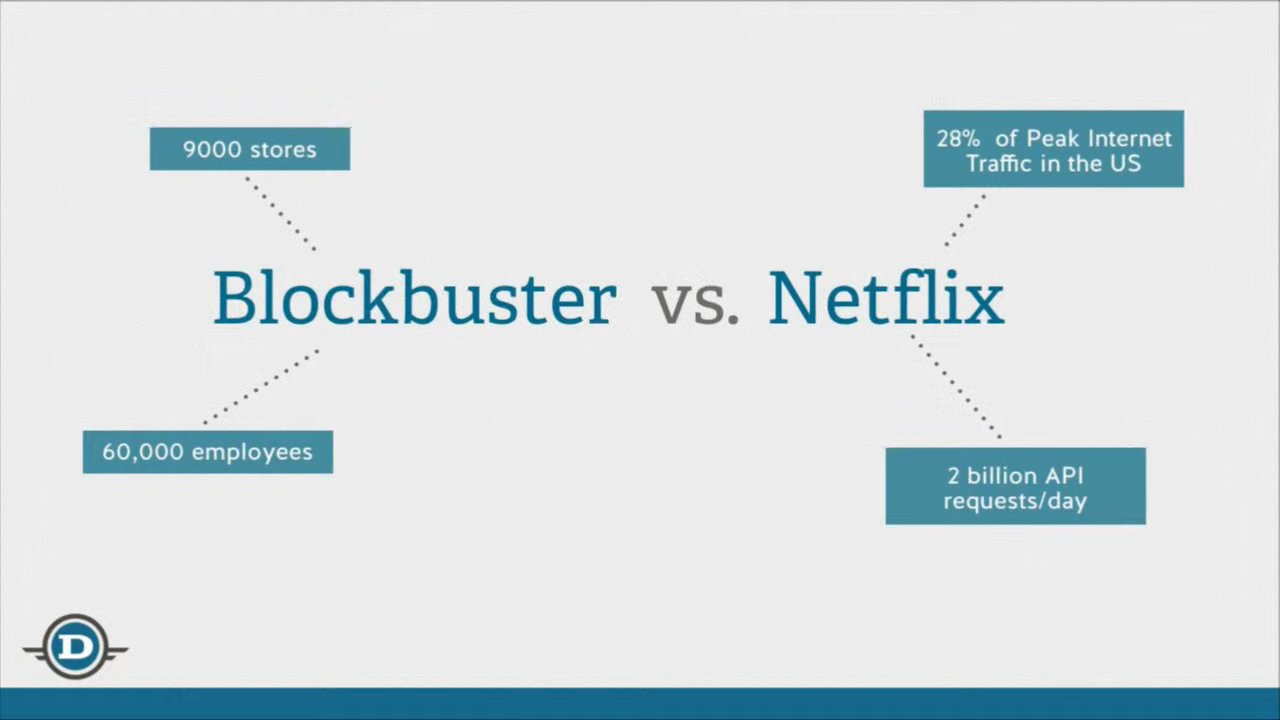 9000 stores
28% of Peak Internet
Traffic in the US
Blockbuster vs. Netflix
60,000 employees
2 billion API
requests/day
D